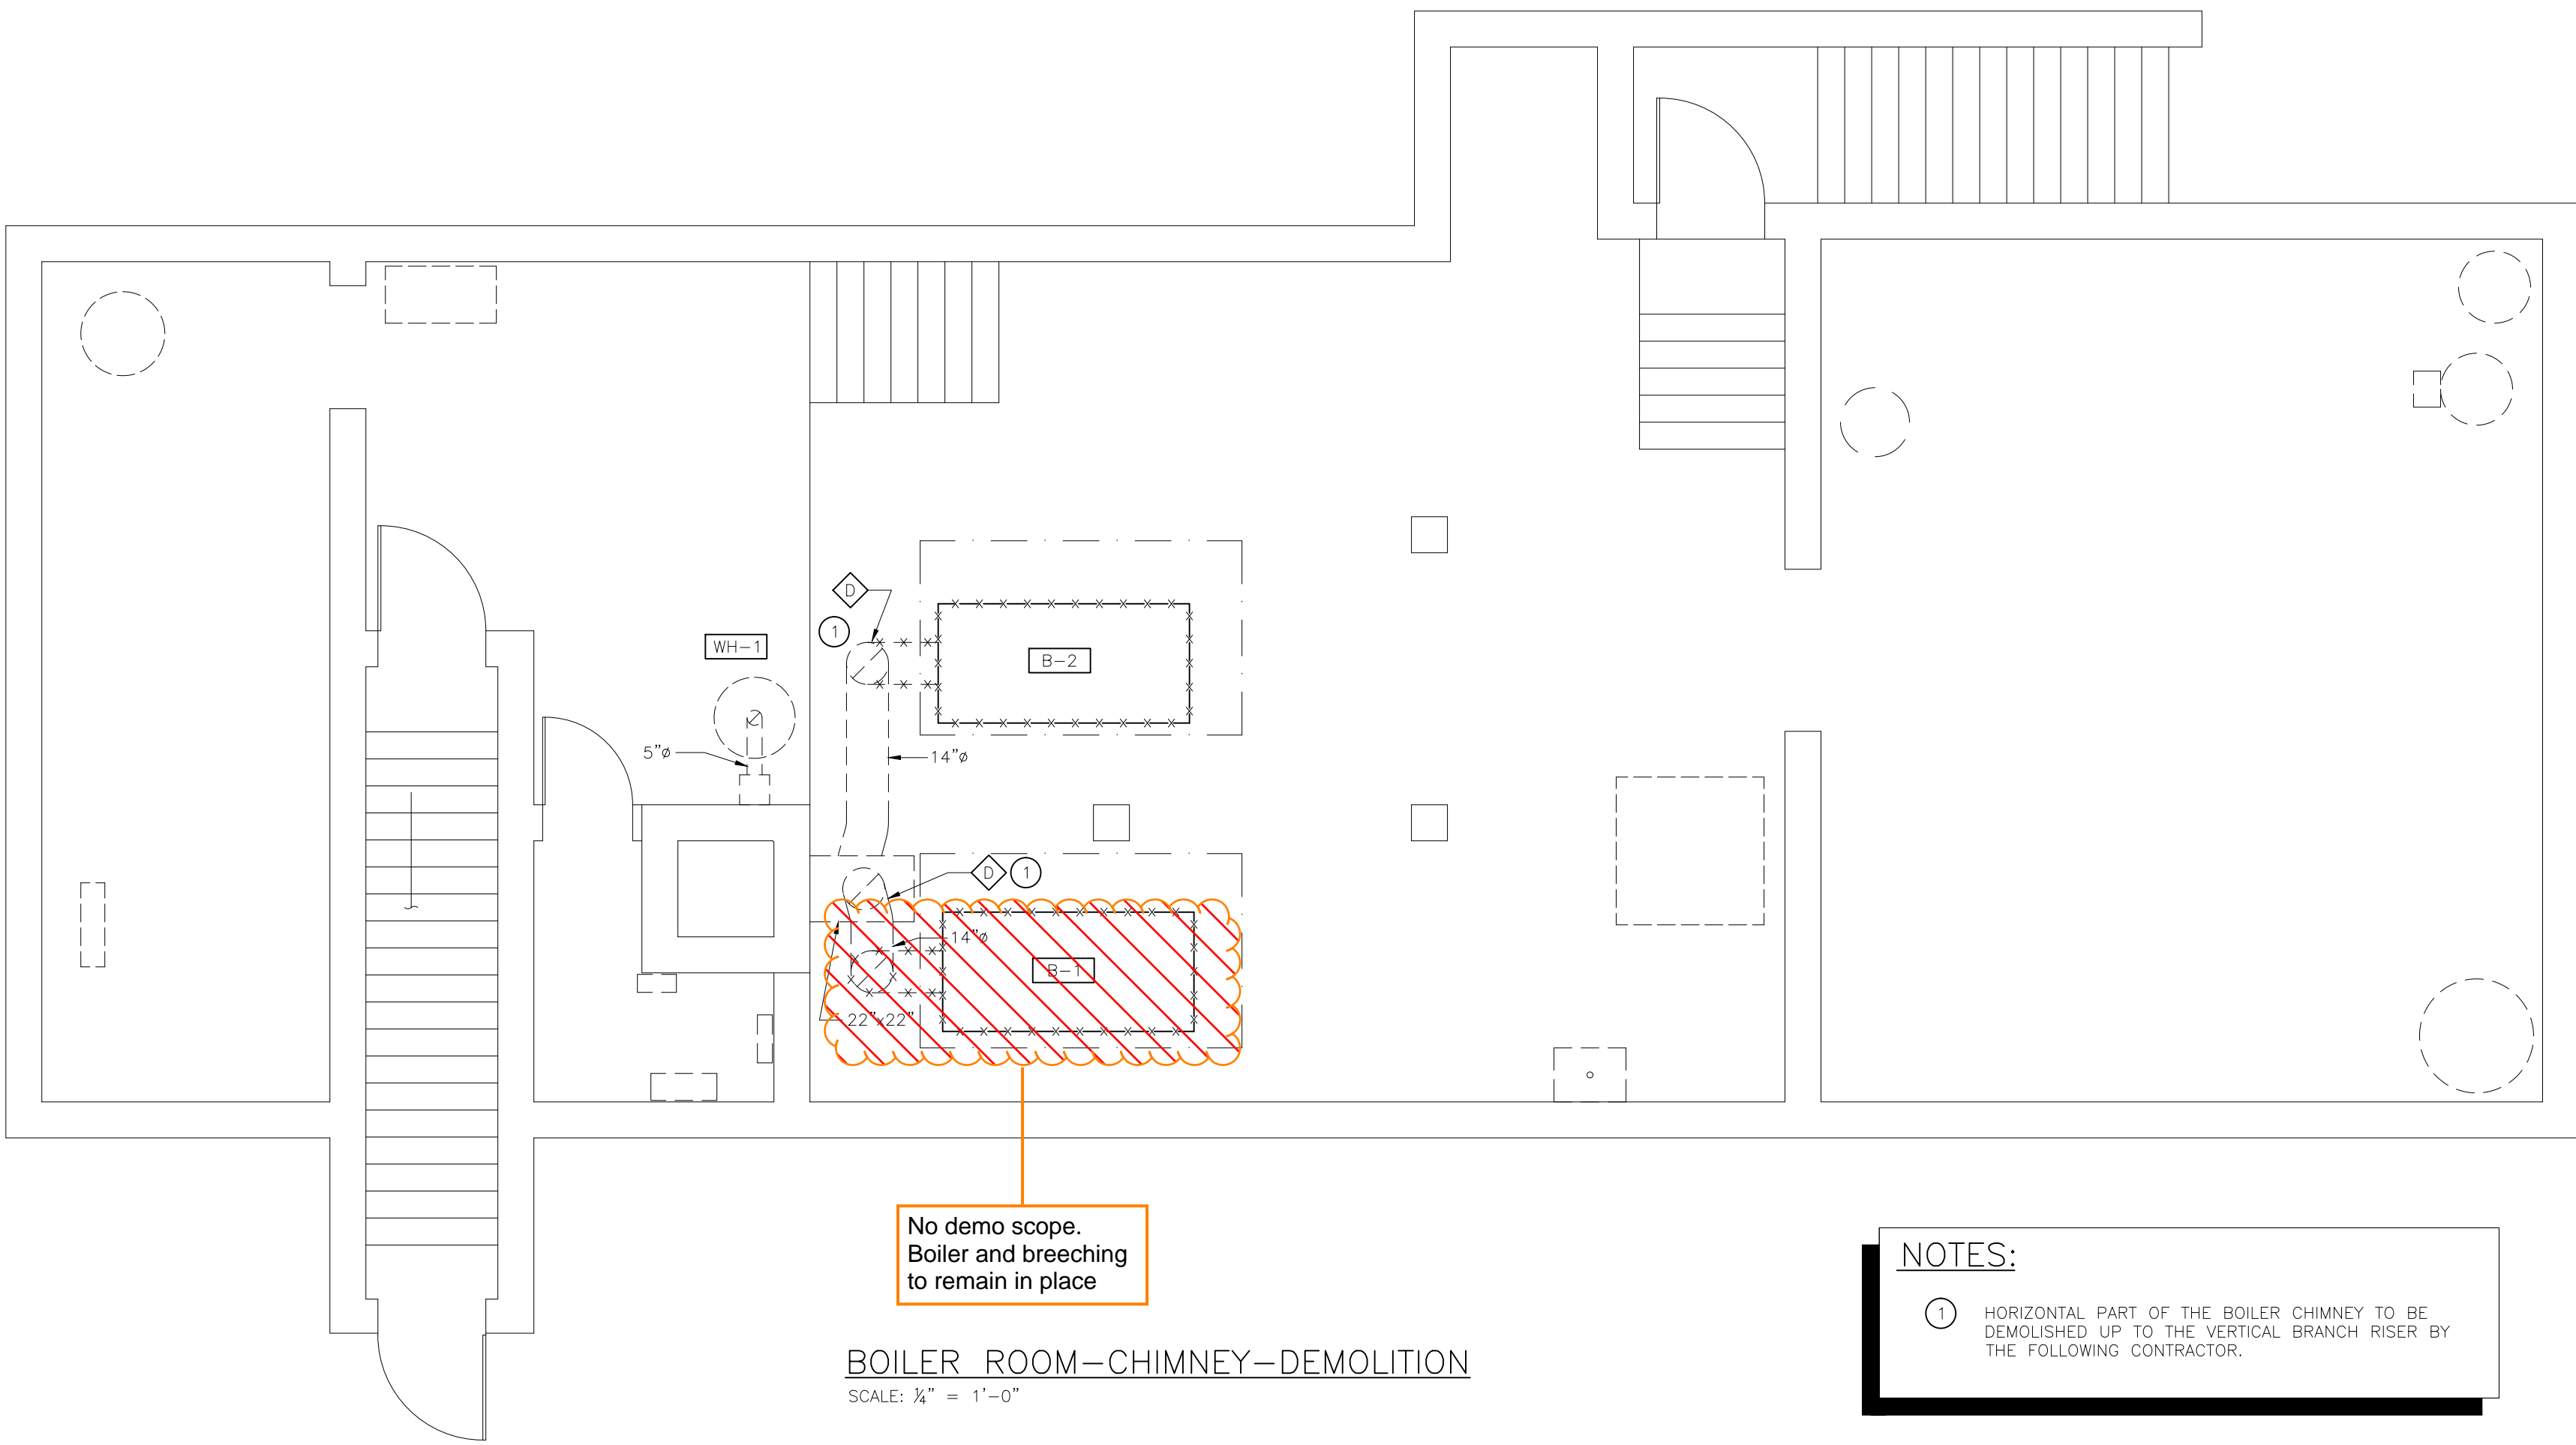 D
1
WH-1
B-2
5"ø
14"ø
D 1
14"ø
B-1
22"x22"
No demo scope.
Boiler and breeching
to remain in place
BOILER ROOM-CHIMNEY-DEMOLITION
SCALE: ¼" = 1'-0"
NOTES:
1 HORIZONTAL PART OF THE BOILER CHIMNEY TO BE
DEMOLISHED UP TO THE VERTICAL BRANCH RISER BY
THE FOLLOWING CONTRACTOR.